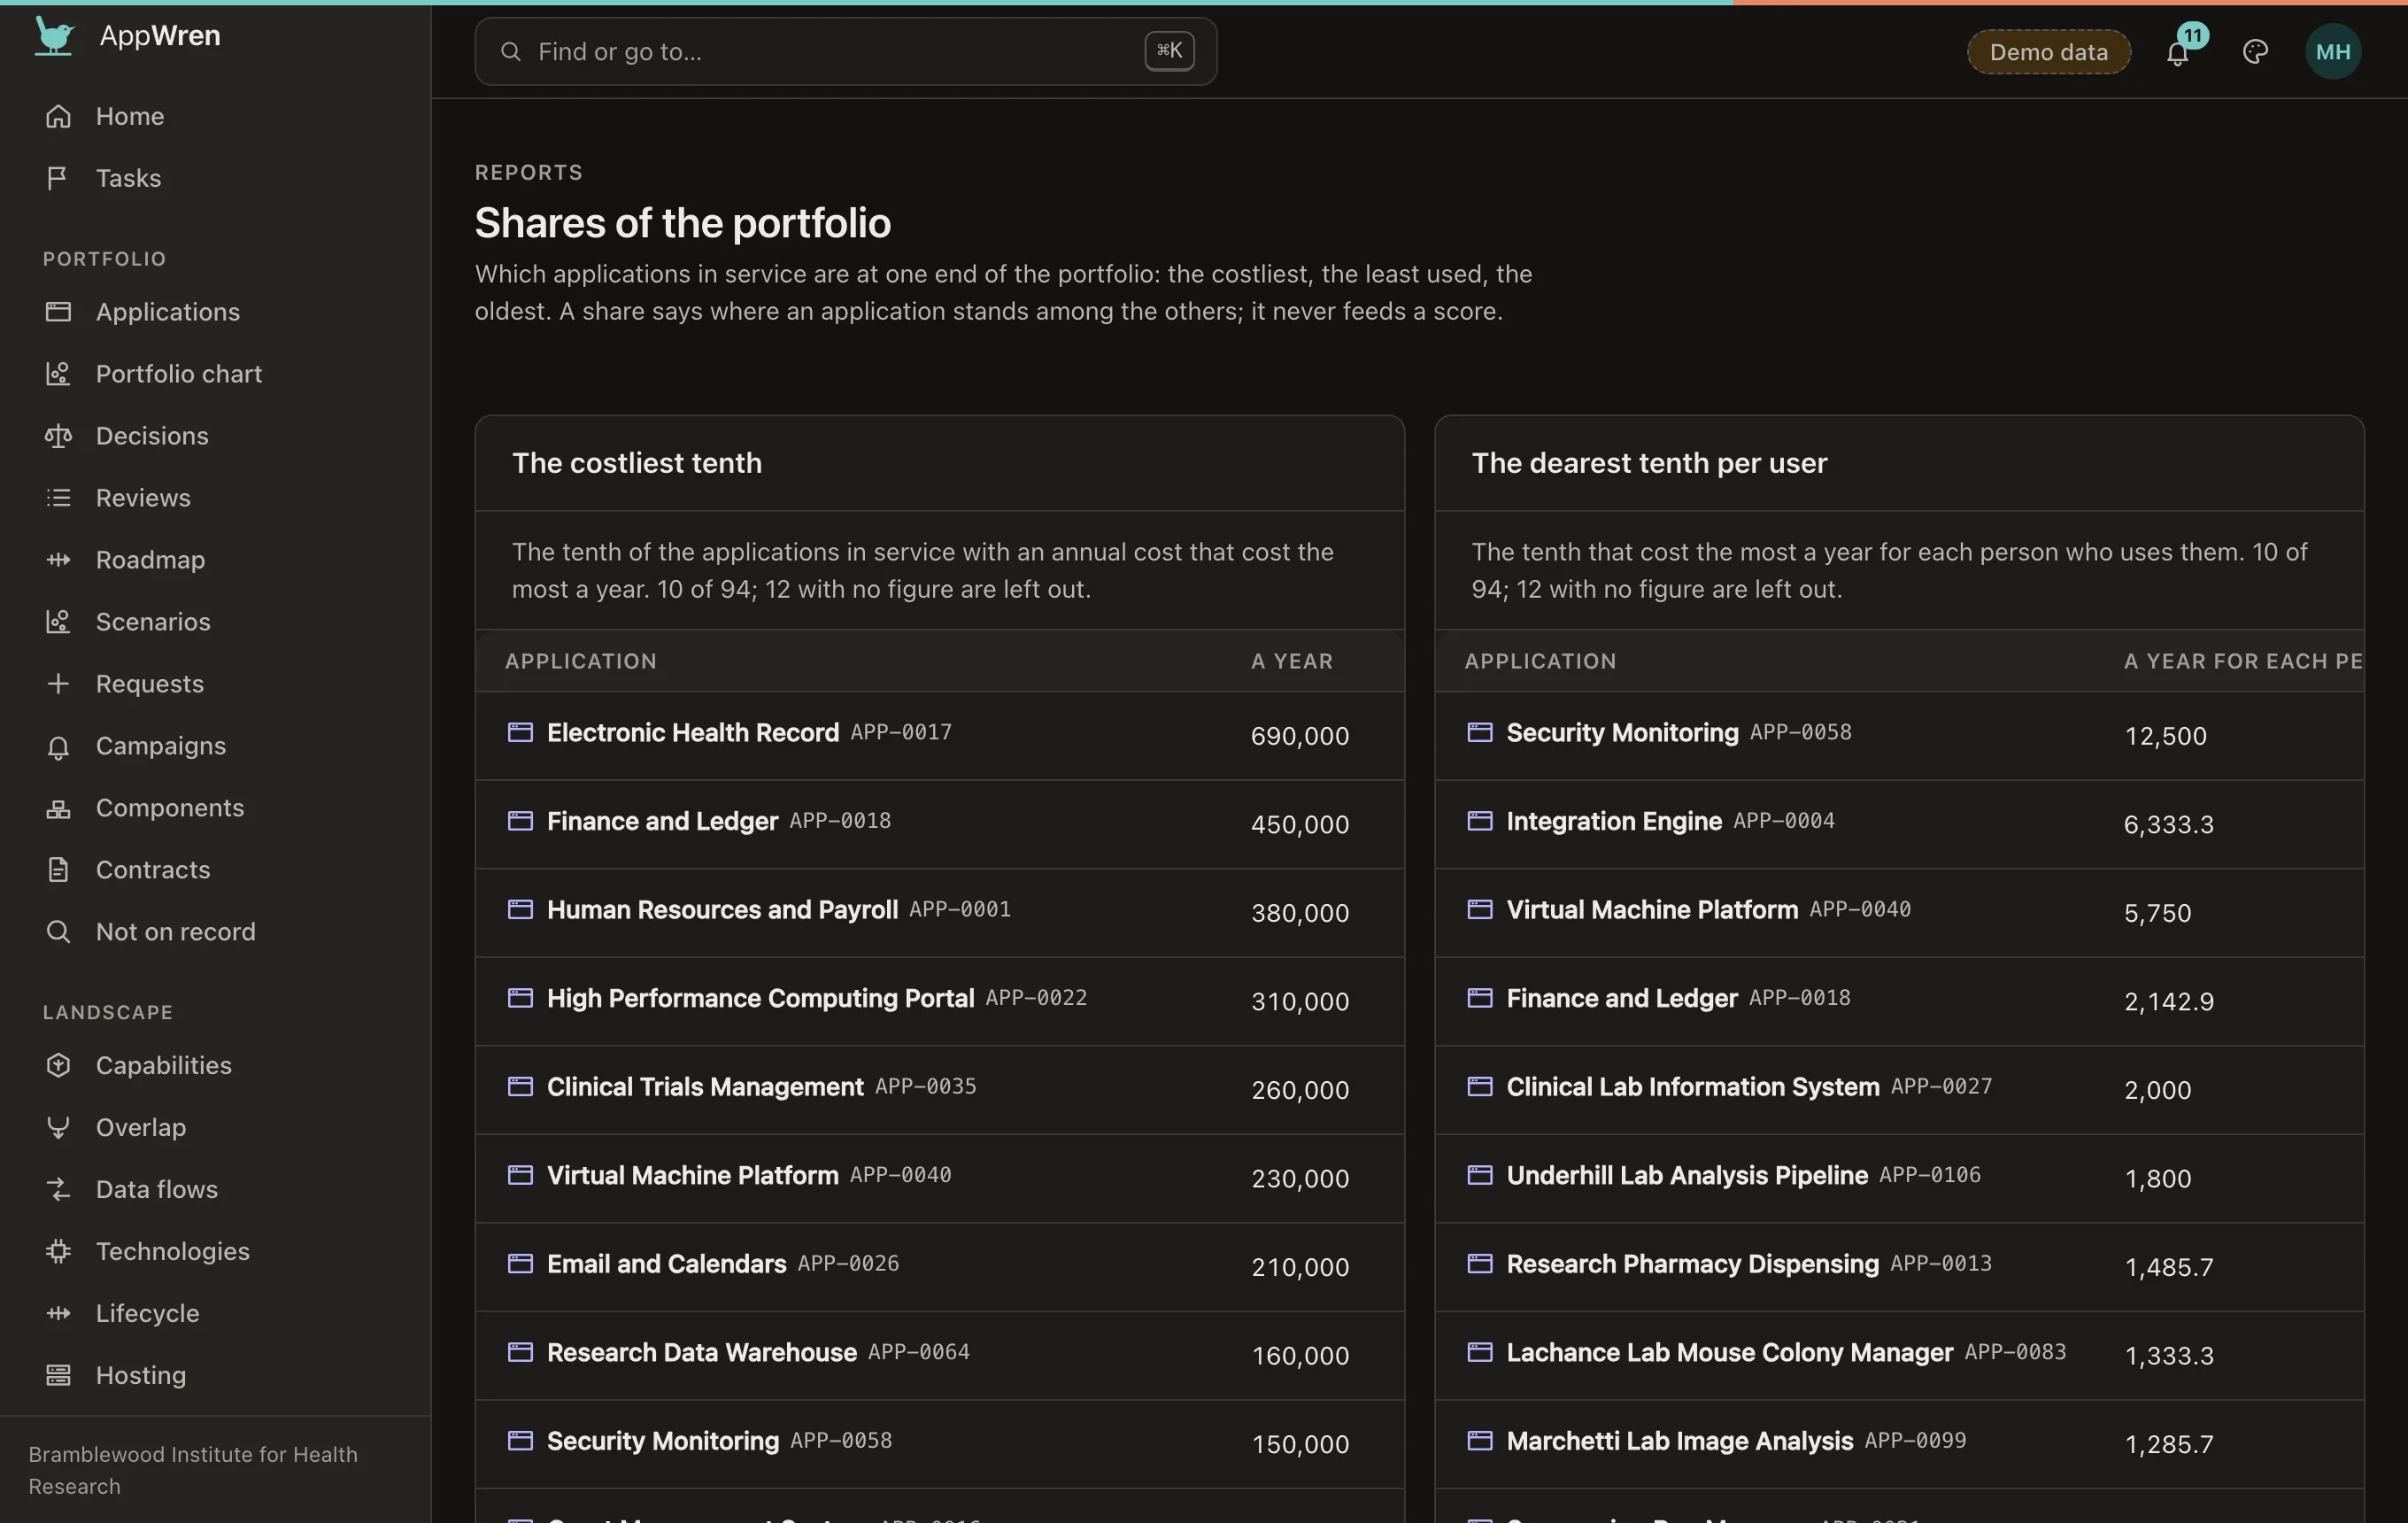 AppWren
Find or go to...
⌘K
Demo data
11
MH
Home
Tasks
PORTFOLIO
Applications
Portfolio chart
Decisions
Reviews
Roadmap
Scenarios
Requests
Campaigns
Components
Contracts
Not on record
LANDSCAPE
Capabilities
Overlap
Data flows
Technologies
Lifecycle
Hosting
Bramblewood Institute for Health
Research
REPORTS
Shares of the portfolio
Which applications in service are at one end of the portfolio: the costliest, the least used, the
oldest. A share says where an application stands among the others; it never feeds a score.
The costliest tenth
The tenth of the applications in service with an annual cost that cost the
most a year. 10 of 94; 12 with no figure are left out.
APPLICATION A YEAR
Electronic Health Record APP-0017 690,000
Finance and Ledger APP-0018 450,000
Human Resources and Payroll APP-0001 380,000
High Performance Computing Portal APP-0022 310,000
Clinical Trials Management APP-0035 260,000
Virtual Machine Platform APP-0040 230,000
Email and Calendars APP-0026 210,000
Research Data Warehouse APP-0064 160,000
Security Monitoring APP-0058 150,000
The dearest tenth per user
The tenth that cost the most a year for each person who uses them. 10 of
94; 12 with no figure are left out.
APPLICATION A YEAR FOR EACH PE
Security Monitoring APP-0058 12,500
Integration Engine APP-0004 6,333.3
Virtual Machine Platform APP-0040 5,750
Finance and Ledger APP-0018 2,142.9
Clinical Lab Information System APP-0027 2,000
Underhill Lab Analysis Pipeline APP-0106 1,800
Research Pharmacy Dispensing APP-0013 1,485.7
Lachance Lab Mouse Colony Manager APP-0083 1,333.3
Marchetti Lab Image Analysis APP-0099 1,285.7